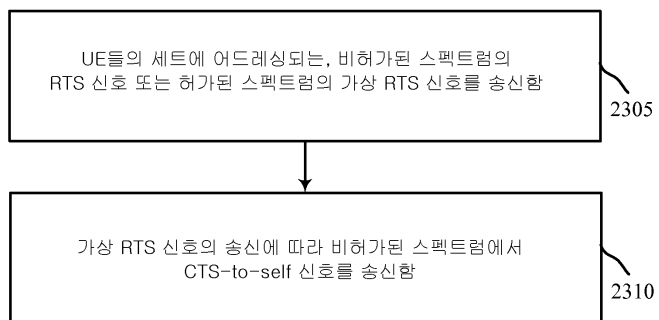 UE들의 세트에 어드레싱되는, 비허가된 스펙트럼의
RTS 신호 또는 허가된 스펙트럼의 가상 RTS 신호를 송신함
2305
가상 RTS 신호의 송신에 따라 비허가된 스펙트럼에서
CTS-to-self 신호를 송신함
2310